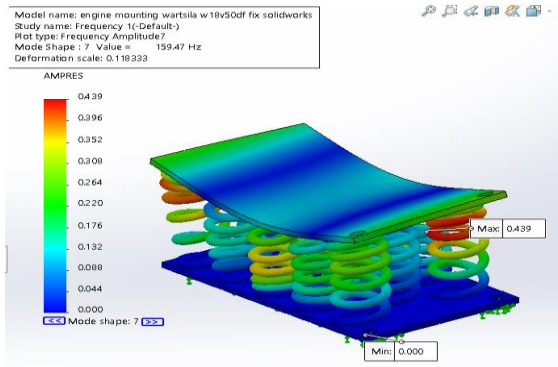 Model name: engine mounting wartsila w18v50df fix solidworks
Study name: Frequency 1(-Default-)
Plot type: Frequency Amplitude7
Mode Shape : 7 Value = 159.47 Hz
Deformation scale: 0.118333
AMPRES
0.439
0.396
0.352
0.308
0.264
0.220
0.176
0.132
0.088
0.044
0.000
Max: 0.439
<< Mode shape: 7 >>
Min: 0.000